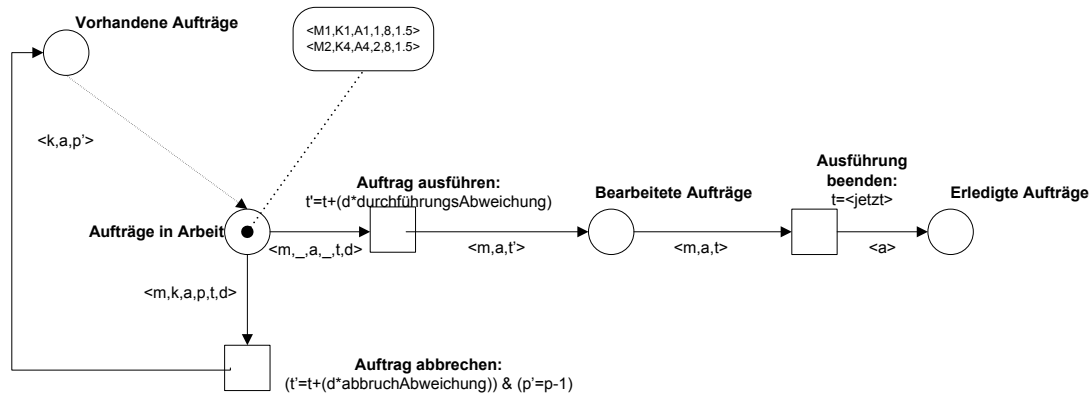 Vorhandene Aufträge
<M1,K1,A1,1,8,1.5>
<M2,K4,A4,2,8,1.5>
<k,a,p'>
Auftrag ausführen:
t'=t+(d*durchführungsAbweichung)
Bearbeitete Aufträge
Ausführung
beenden:
t=<jetzt>
Erledigte Aufträge
Aufträge in Arbeit
<m,_,a,_,t,d>
<m,a,t'>
<m,a,t>
<a>
<m,k,a,p,t,d>
Auftrag abbrechen:
(t'=t+(d*abbruchAbweichung)) & (p'=p-1)